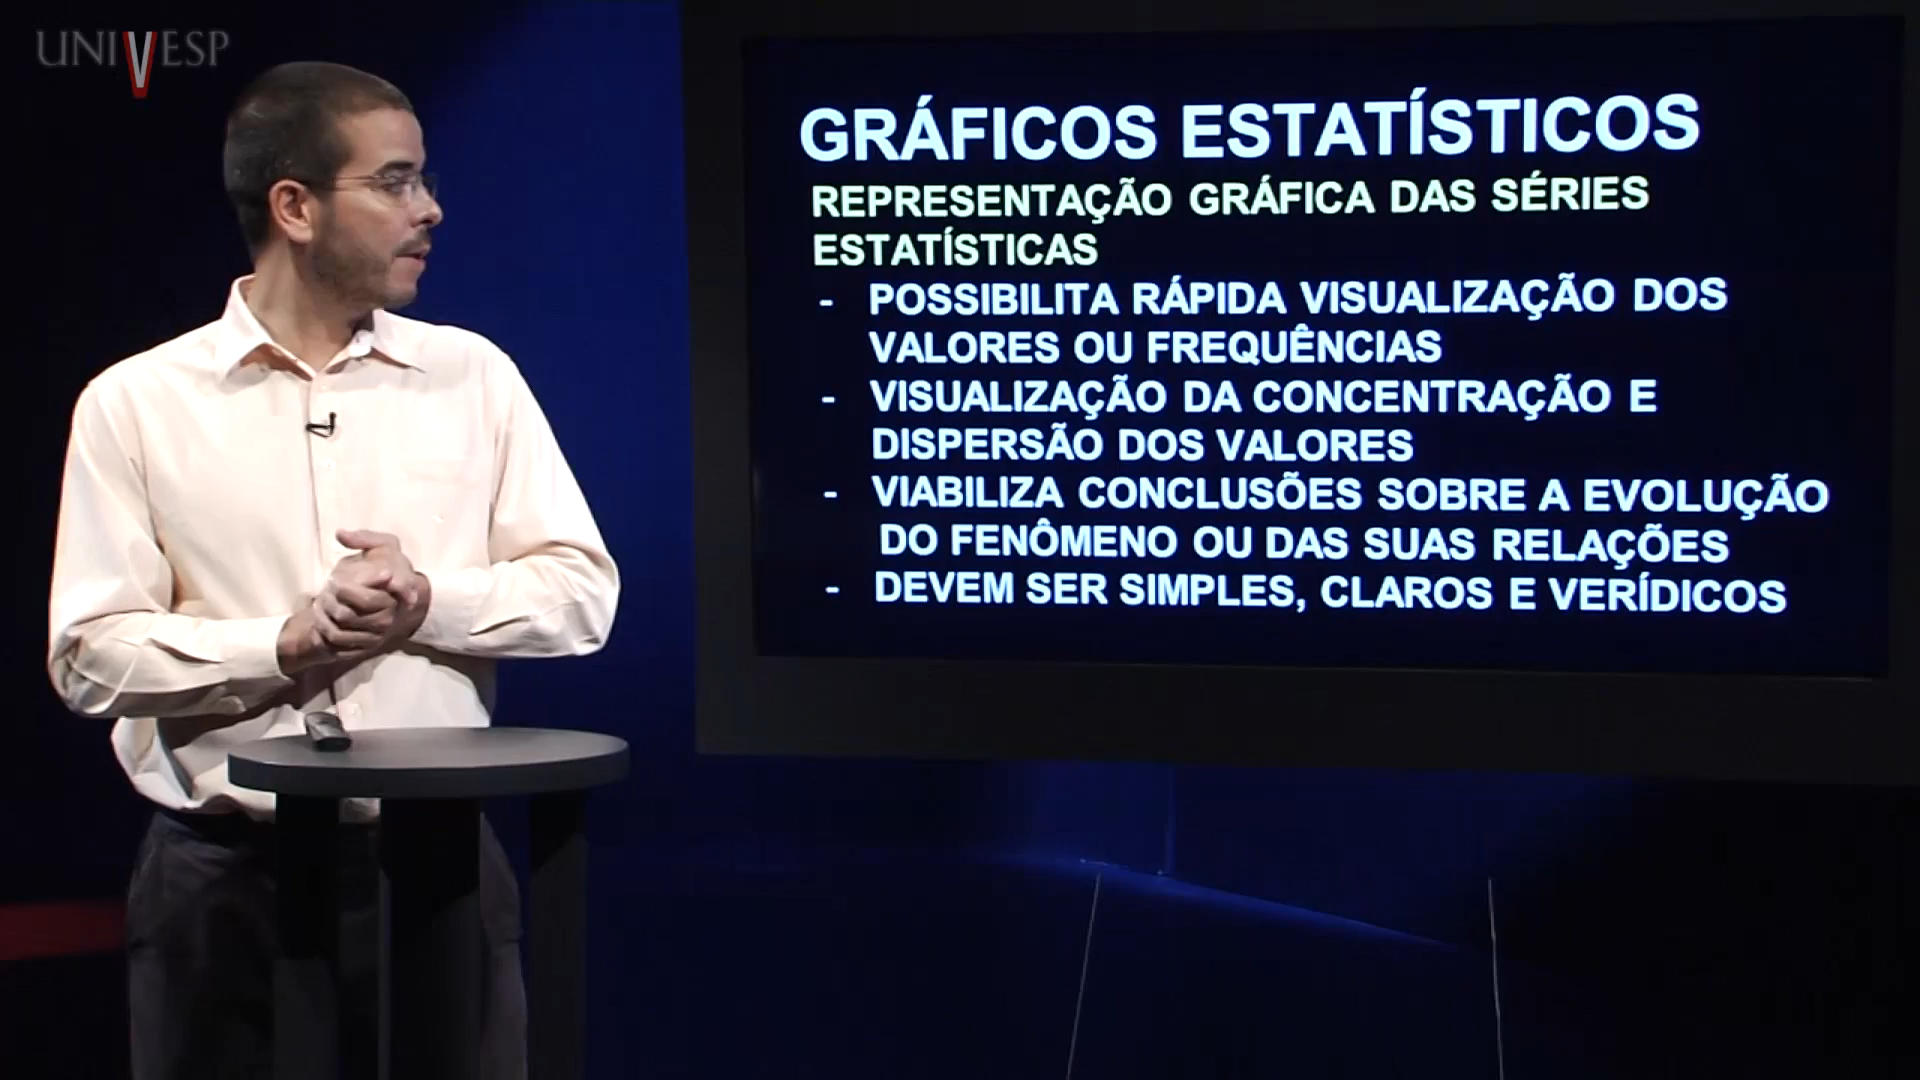 UNIVESP
GRÁFICOS ESTATÍSTICOS
REPRESENTAÇÃO GRÁFICA DAS SÉRIES
ESTATÍSTICAS
- POSSIBILITA RÁPIDA VISUALIZAÇÃO DOS
VALORES OU FREQUÊNCIAS
- VISUALIZAÇÃO DA CONCENTRAÇÃO E
DISPERSÃO DOS VALORES
- VIABILIZA CONCLUSÕES SOBRE A EVOLUÇÃO
DO FENÔMENO OU DAS SUAS RELAÇÕES
- DEVEM SER SIMPLES, CLAROS E VERÍDICOS